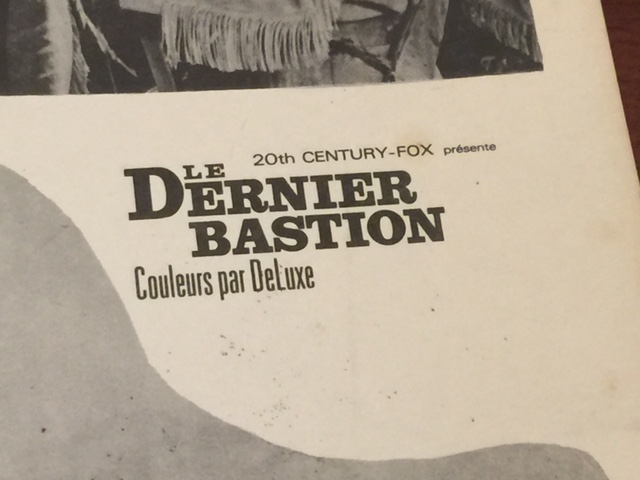 20th CENTURY-FOX présente
LE
DERNIER
BASTION
Couleurs par DeLuxe